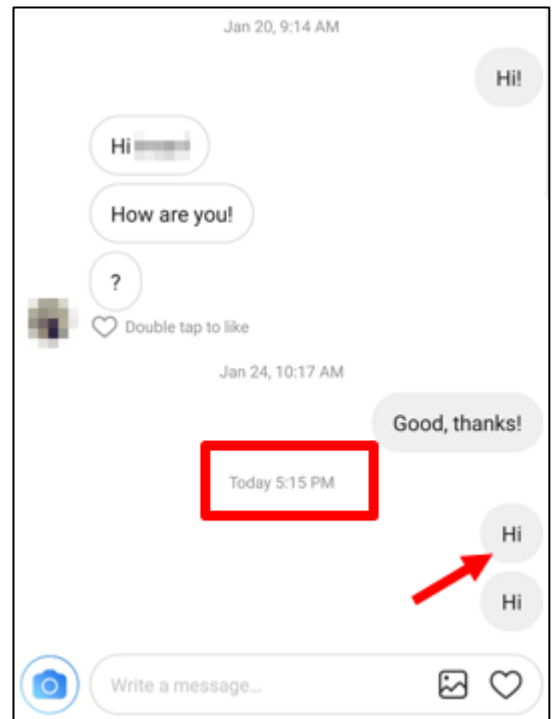 Jan 20, 9:14 AM
Hi!
Hi
How are you!
?
Double tap to like
Jan 24, 10:17 AM
Good, thanks!
Today 5:15 PM
Hi
Hi
Write a message...